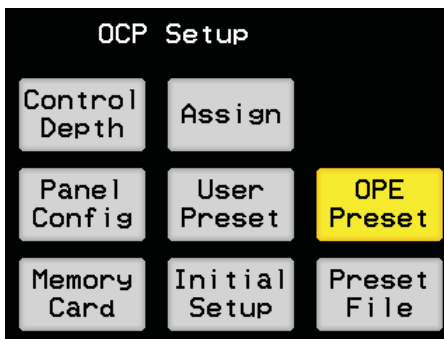 OCP Setup
Control
Depth
Assign
Panel
Config
User
Preset
OPE
Preset
Memory
Card
Initial
Setup
Preset
File